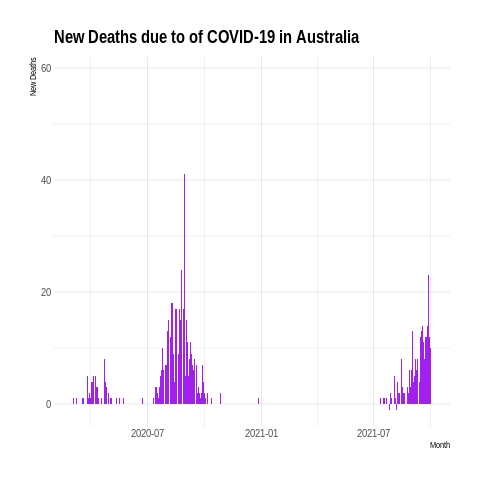 New Deaths due to of COVID-19 in Australia
New Deaths
60
40
20
0
2020-07
2021-01
2021-07
Month